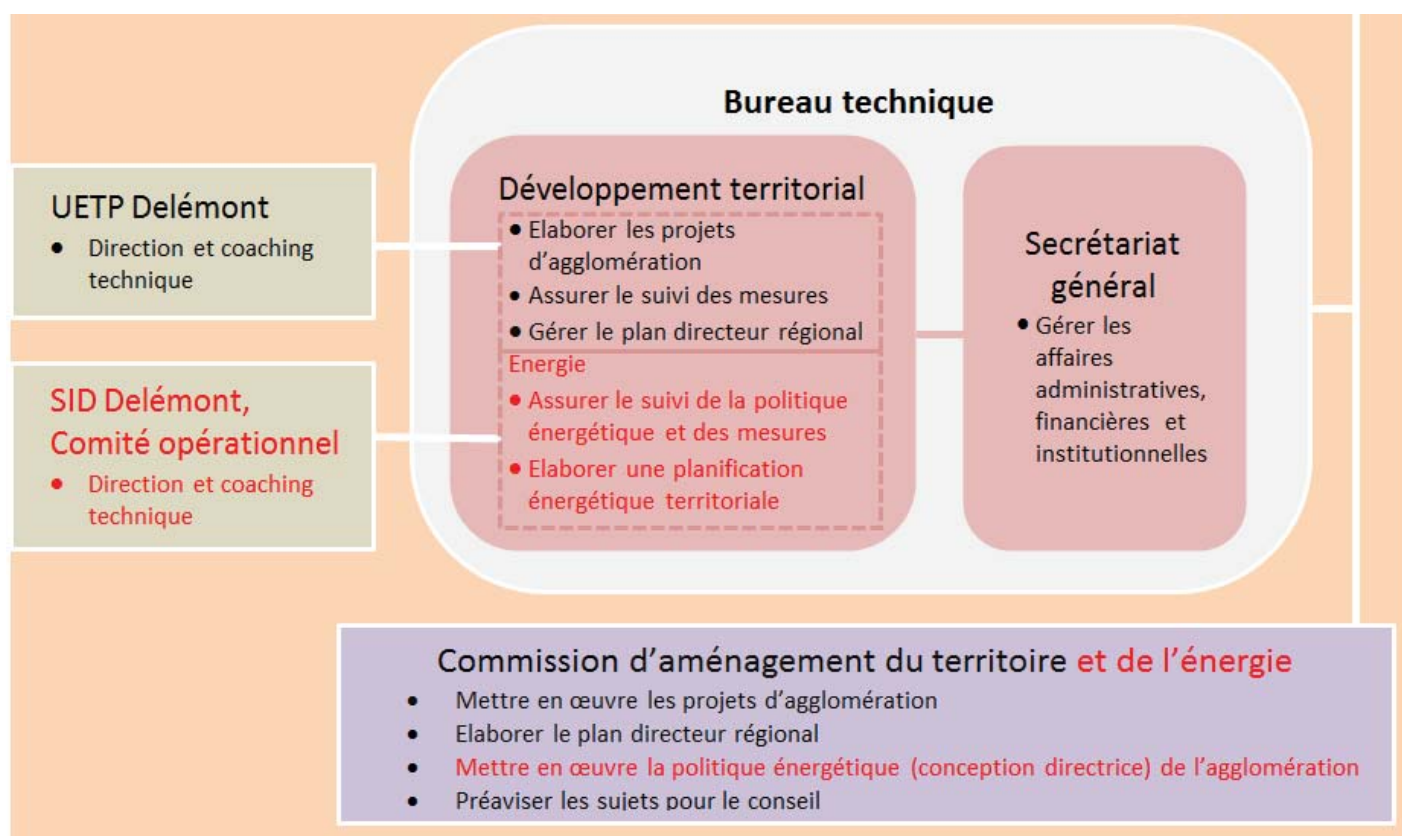 Bureau technique
UETP Delémont
• Direction et coaching
technique
SID Delémont,
Comité opérationnel
• Direction et coaching
technique
Développement territorial
• Elaborer les projets
d’agglomération
• Assurer le suivi des mesures
• Gérer le plan directeur régional
Energie
• Assurer le suivi de la politique
énergétique et des mesures
• Elaborer une planification
énergétique territoriale
Secrétariat
général
• Gérer les
affaires
administratives,
financières et
institutionnelles
Commission d’aménagement du territoire et de l’énergie
• Mettre en œuvre les projets d’agglomération
• Elaborer le plan directeur régional
• Mettre en œuvre la politique énergétique (conception directrice) de l’agglomération
• Préaviser les sujets pour le conseil